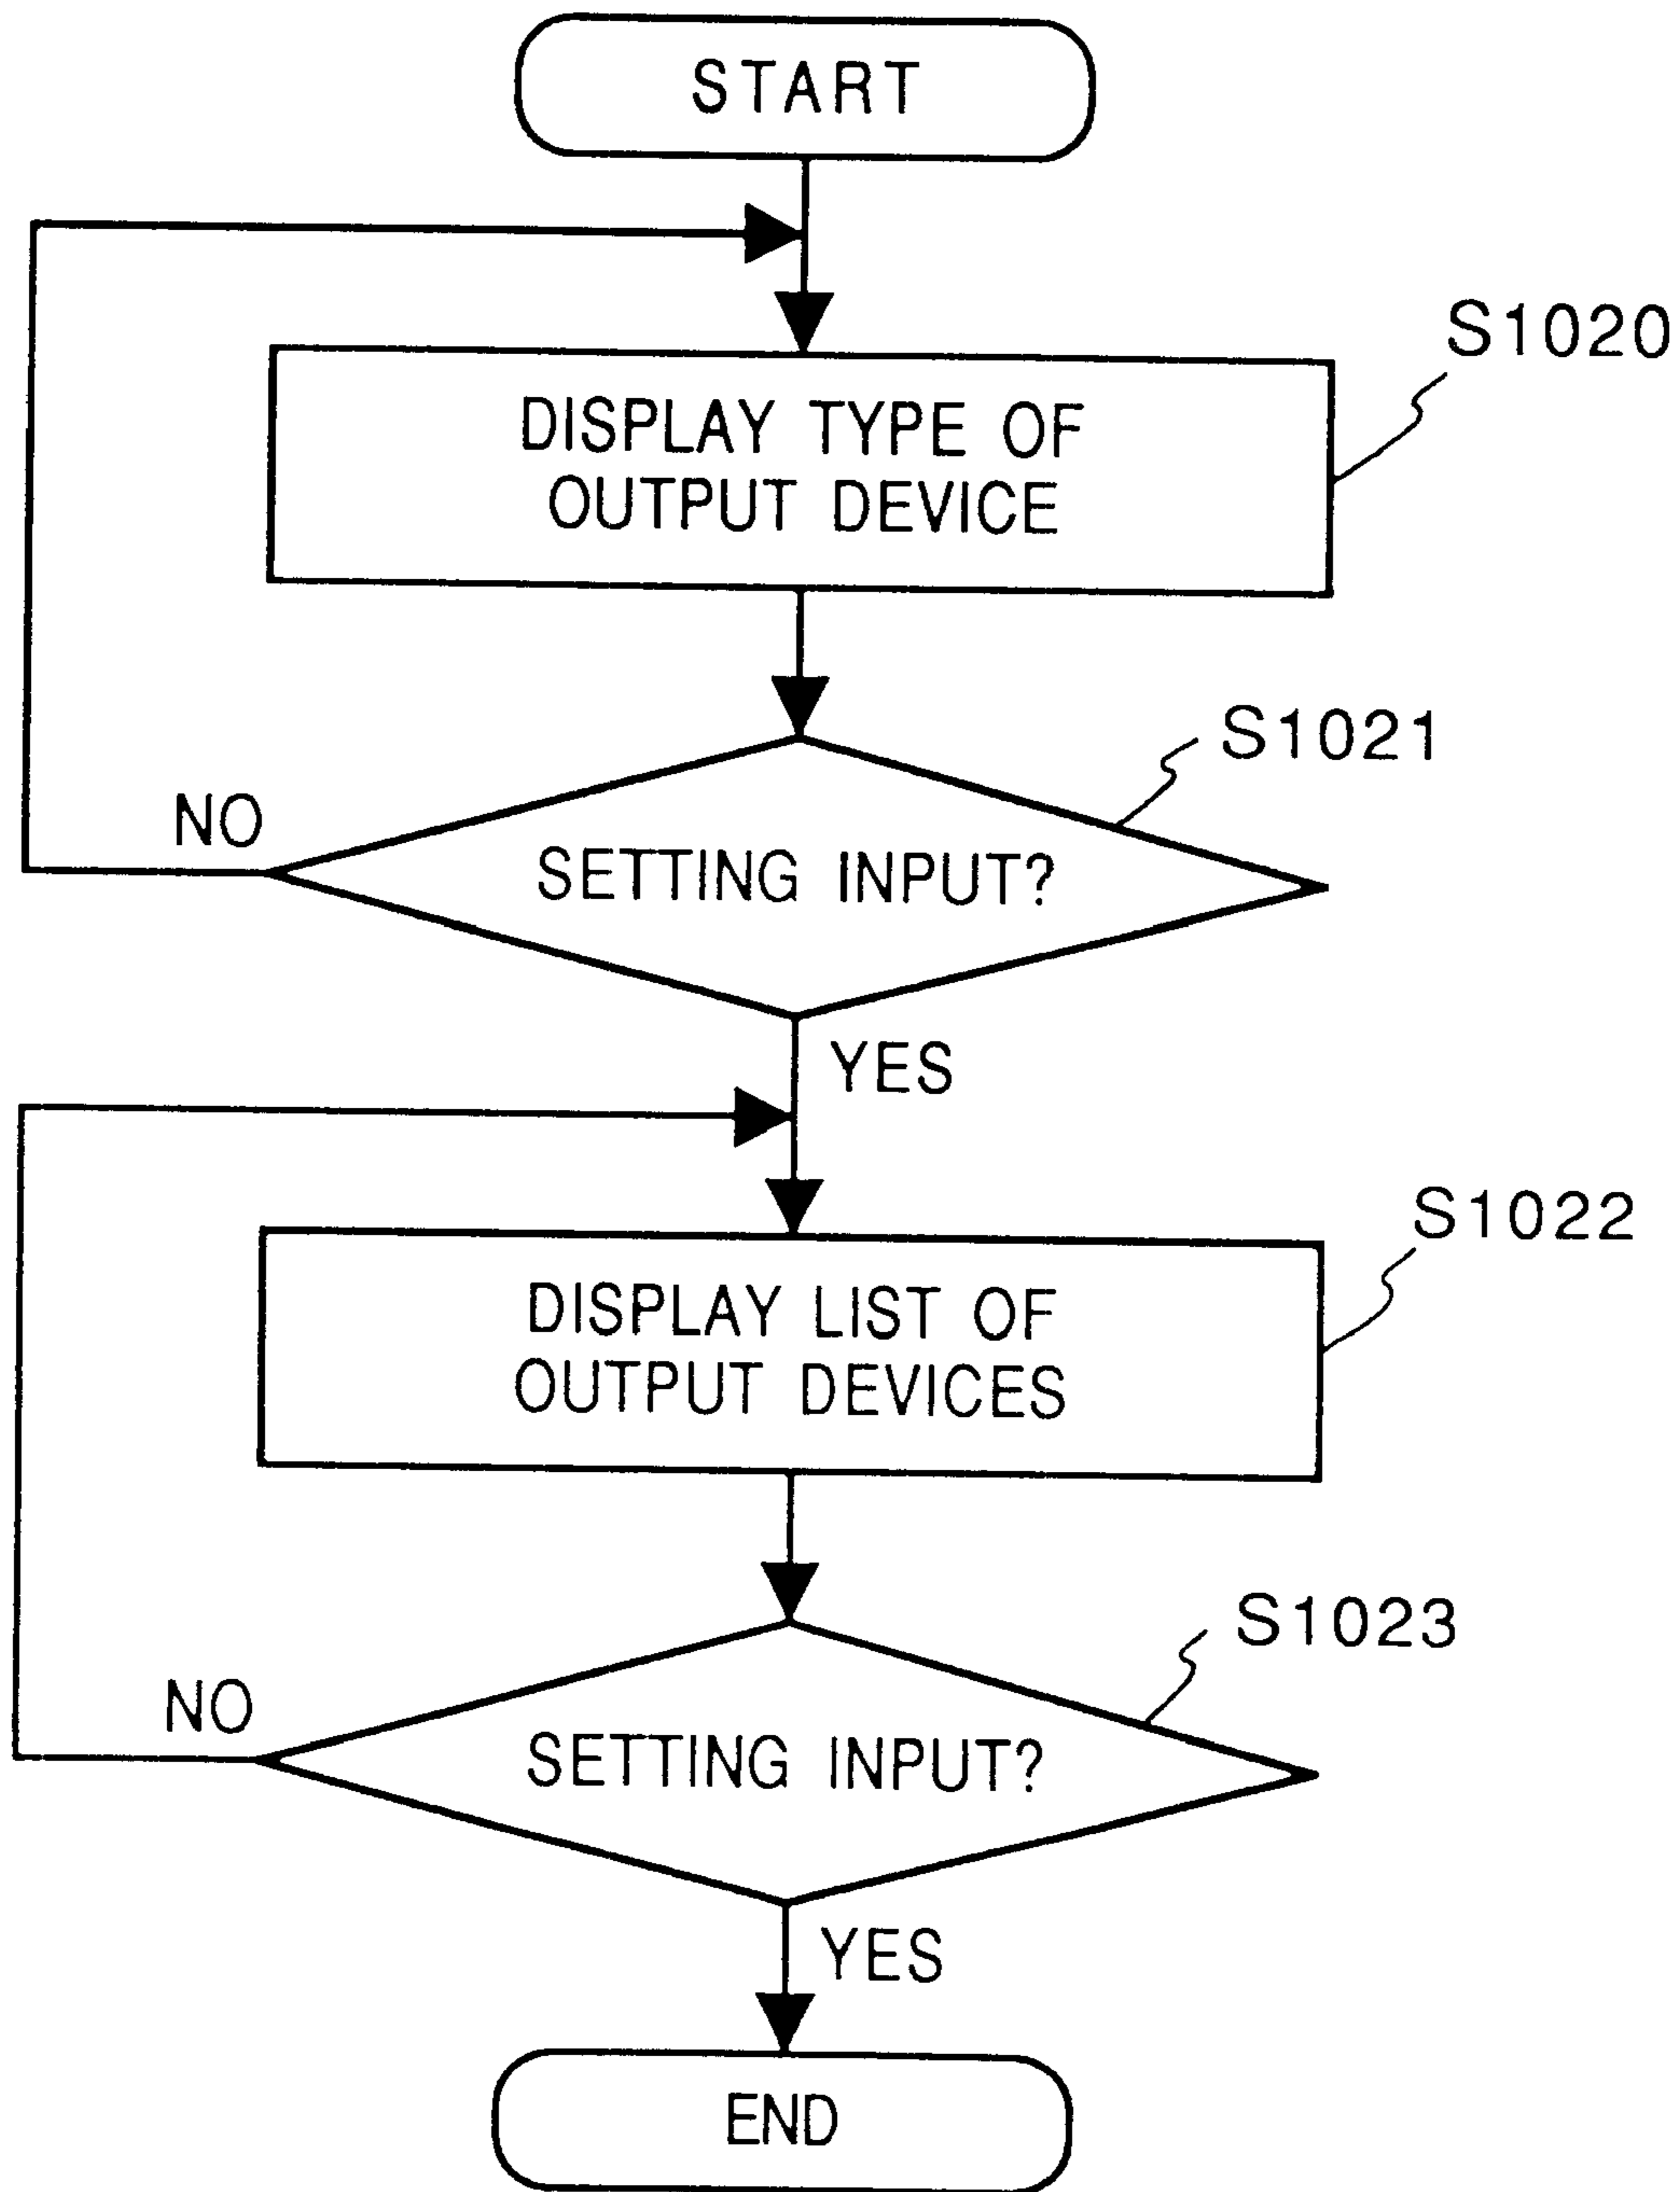 START
S1020
DISPLAY TYPE OF
OUTPUT DEVICE
S1021
NO
SETTING INPUT?
YES
S1022
DISPLAY LIST OF
OUTPUT DEVICES
S1023
NO
SETTING INPUT?
YES
END